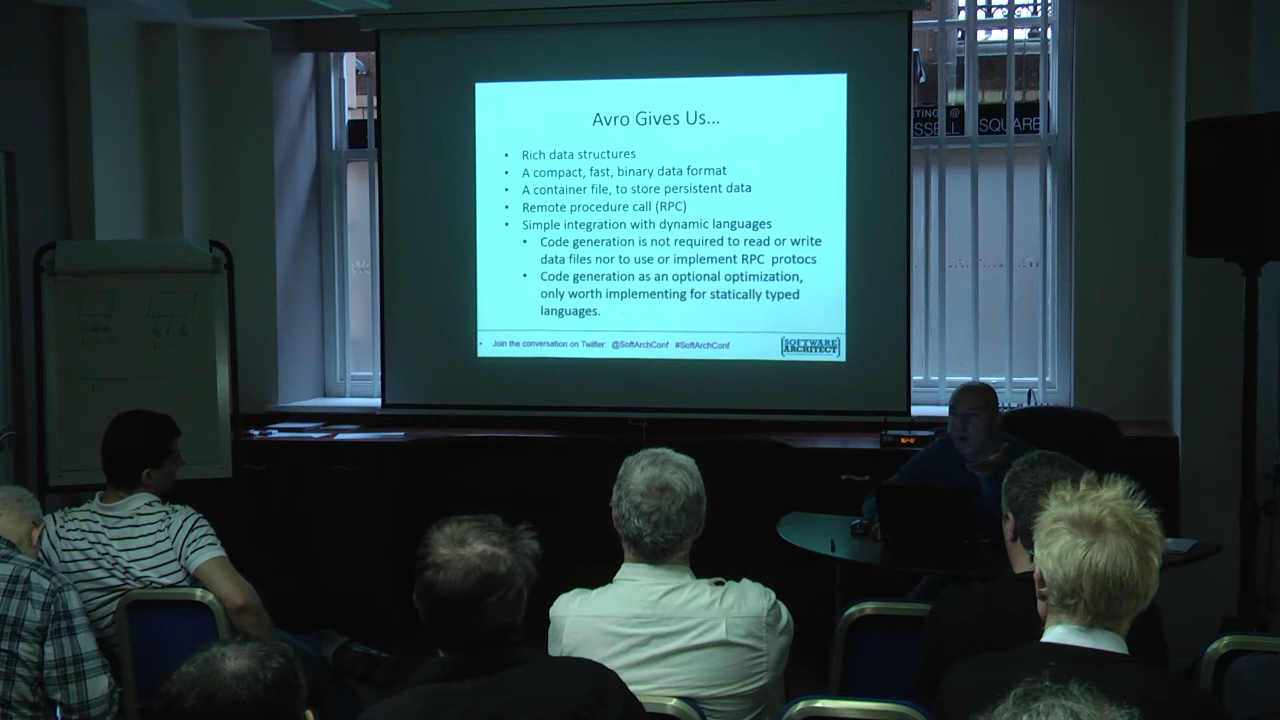 Avro Gives Us...
• Rich data structures
• A compact, fast, binary data format
• A container file, to store persistent data
• Remote procedure call (RPC)
• Simple integration with dynamic languages
• Code generation is not required to read or write
data files nor to use or implement RPC protocs
• Code generation as an optional optimization,
only worth implementing for statically typed
languages.
Join the conversation on Twitter: @SoftArchConf #SoftArchConf
SOFTWARE
ARCHITECT
SQUARE